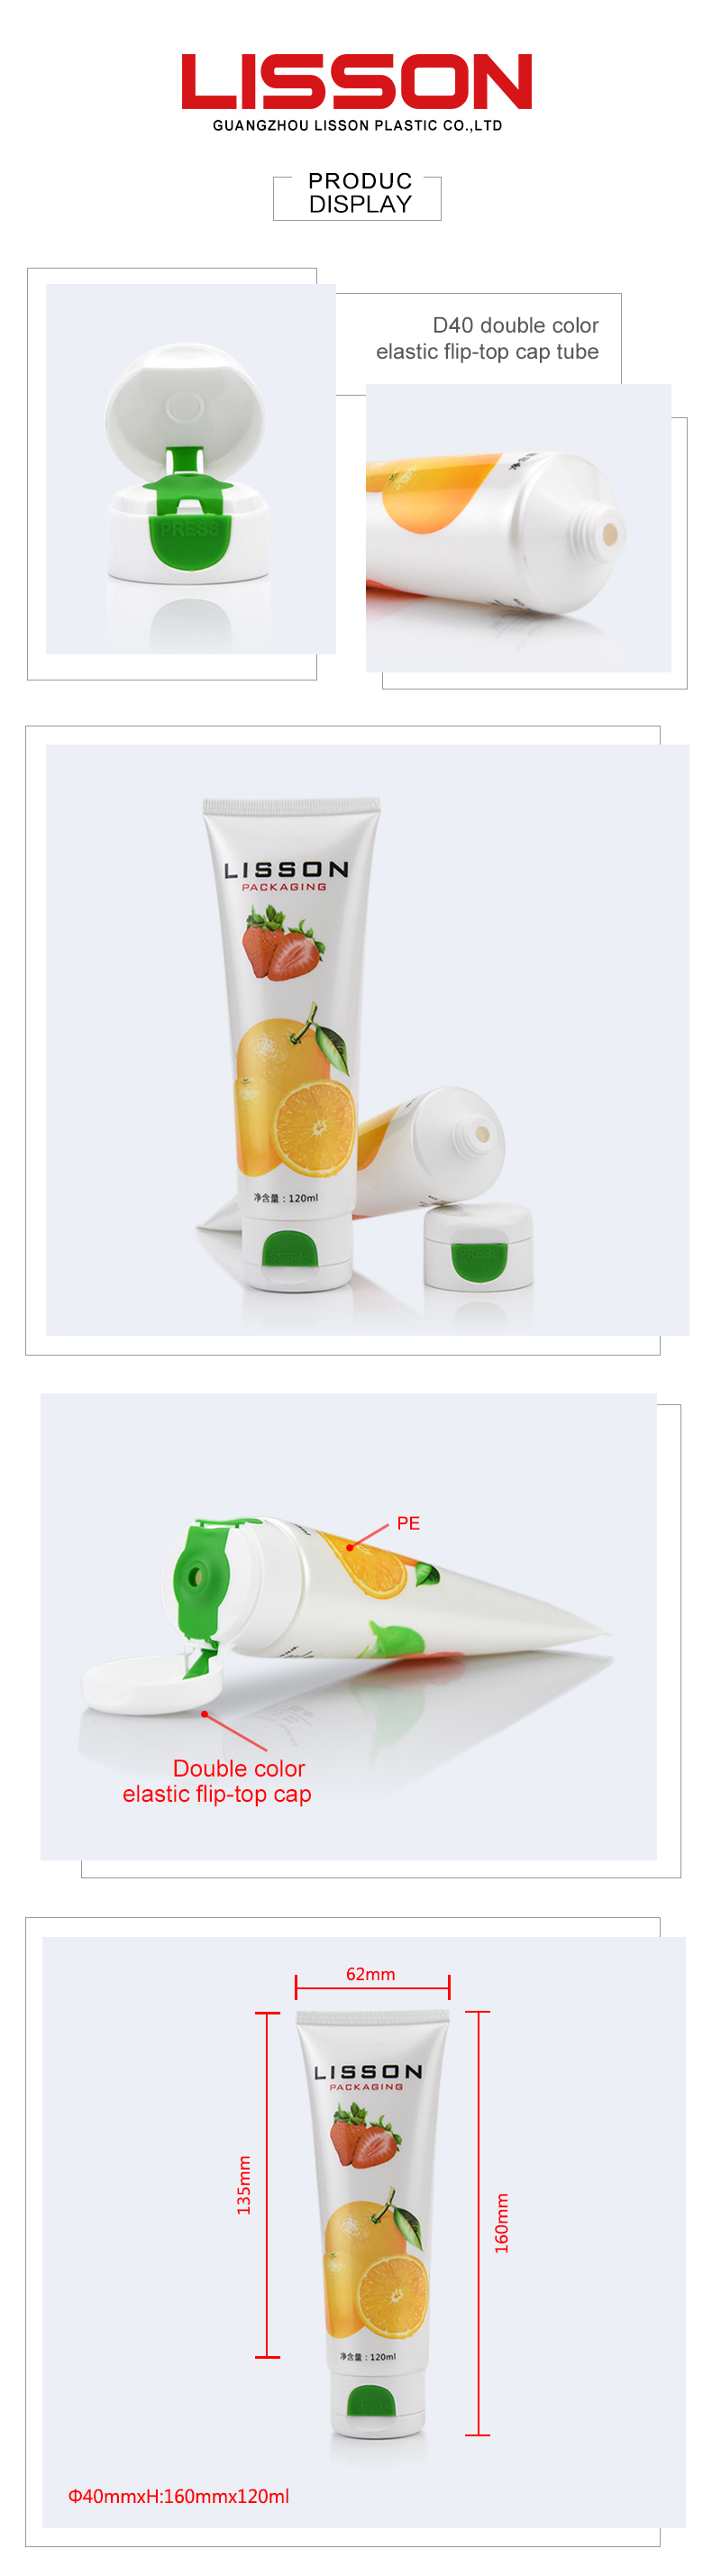 LISSON
GUANGZHOU LISSON PLASTIC CO.,LTD
PRODUC
DISPLAY
D40 double color
elastic flip-top cap tube
PRESS
LISSON
PACKAGING
净含量：120ml
PRESS
PE
Double color
elastic flip-top cap
62mm
LISSON
PACKAGING
135mm
160mm
净含量：120ml
Φ40mmxH:160mmx120ml